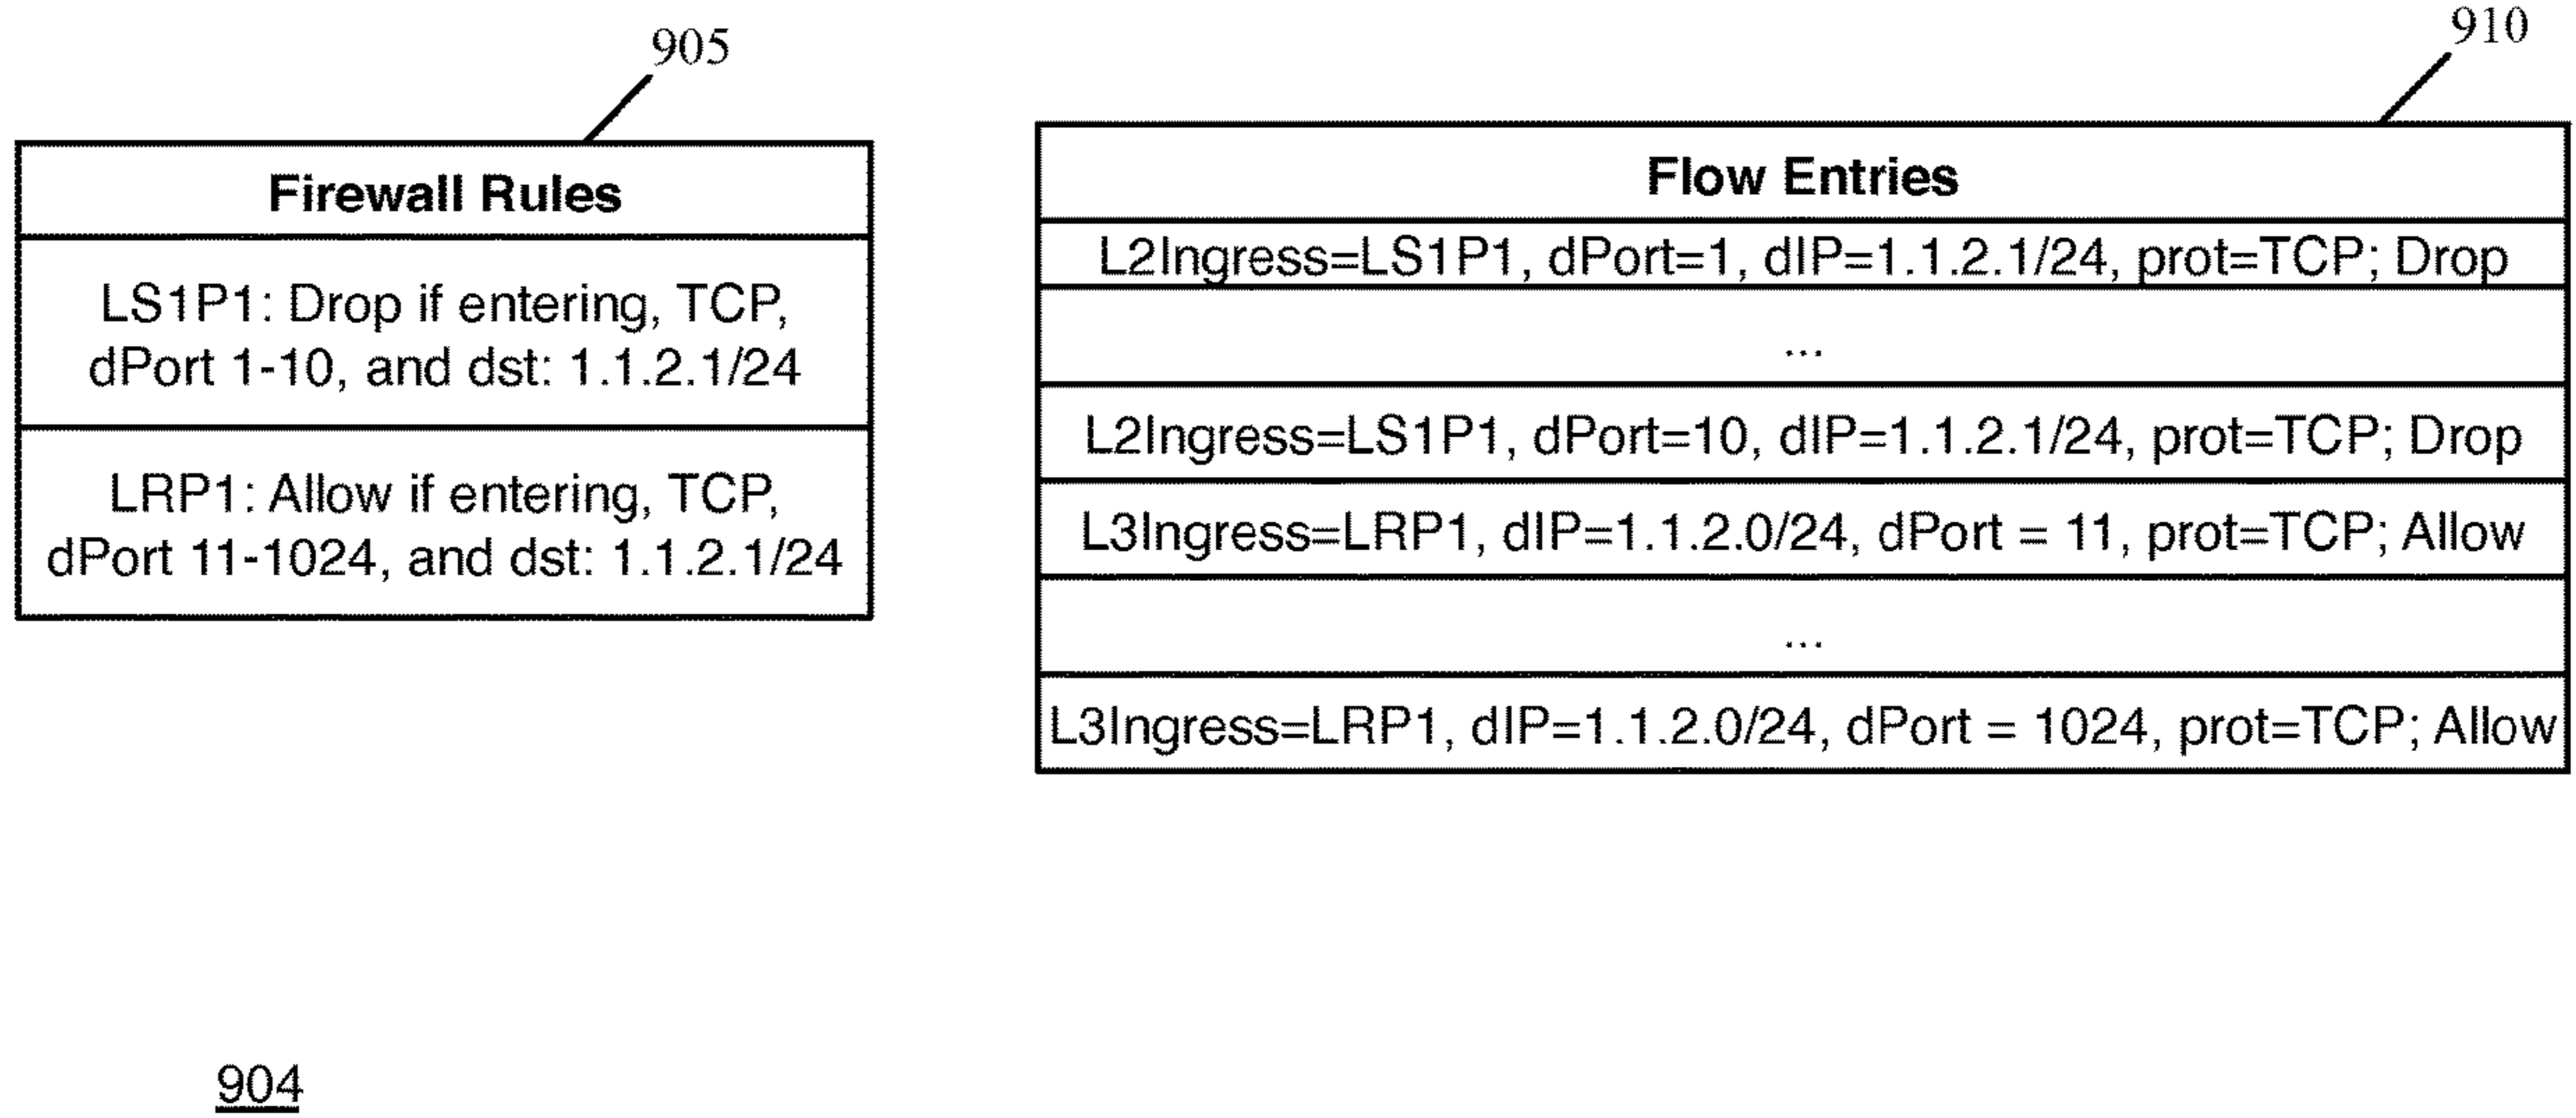 905
Firewall Rules
LS1P1: Drop if entering, TCP,
dPort 1-10, and dst: 1.1.2.1/24
LRP1: Allow if entering, TCP,
dPort 11-1024, and dst: 1.1.2.1/24
910
Flow Entries
L2Ingress=LS1P1, dPort=1, dIP=1.1.2.1/24, prot=TCP; Drop
...
L2Ingress=LS1P1, dPort=10, dIP=1.1.2.1/24, prot=TCP; Drop
L3Ingress=LRP1, dIP=1.1.2.0/24, dPort = 11, prot=TCP; Allow
...
L3Ingress=LRP1, dIP=1.1.2.0/24, dPort = 1024, prot=TCP; Allow
904